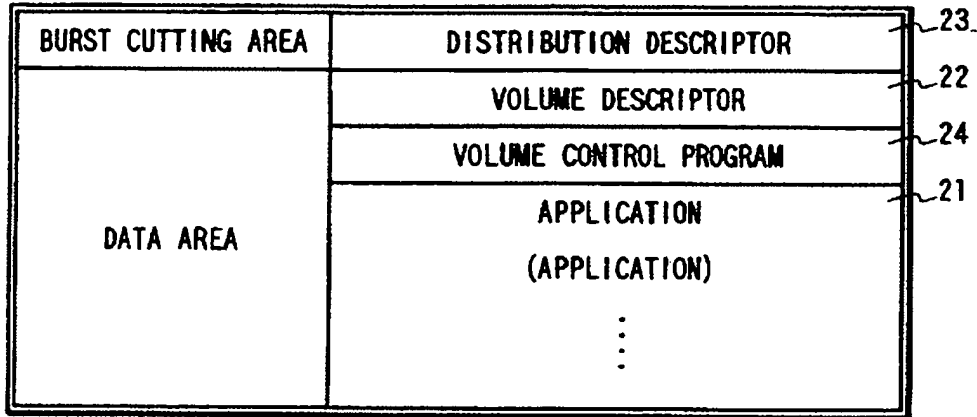 BURST CUTTING AREA DISTRIBUTION DESCRIPTOR 23
VOLUME DESCRIPTOR 22
VOLUME CONTROL PROGRAM 24
DATA AREA
APPLICATION 21
(APPLICATION)